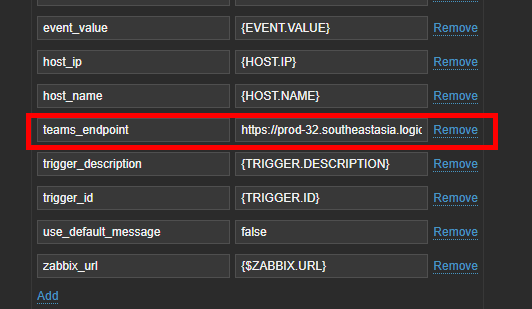 event_value {EVENT.VALUE} Remove
host_ip {HOST.IP} Remove
host_name {HOST.NAME} Remove
teams_endpoint https://prod-32.southeastasia.logic Remove
trigger_description {TRIGGER.DESCRIPTION} Remove
trigger_id {TRIGGER.ID} Remove
use_default_message false Remove
zabbix_url {$ZABBIX.URL} Remove
Add